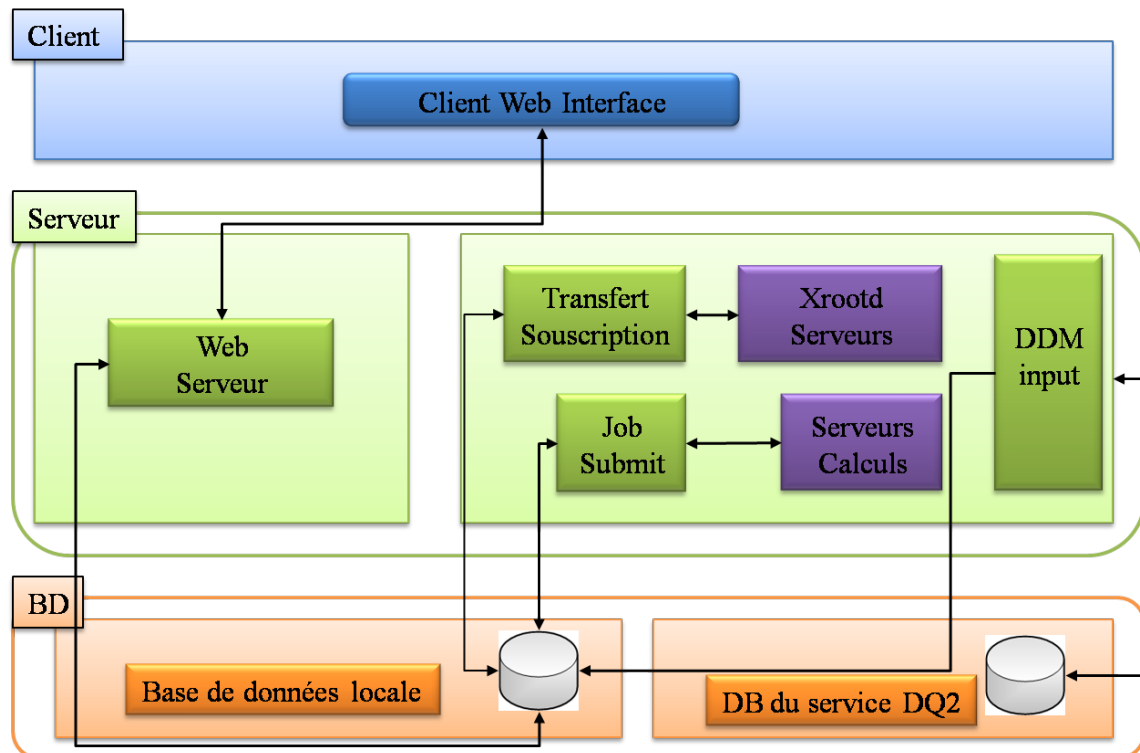 Client
Client Web Interface
Serveur
Web
Serveur
Transfert
Souscription
Xrootd
Serveurs
DDM
input
Job
Submit
Serveurs
Calculs
BD
Base de données locale
DB du service DQ2